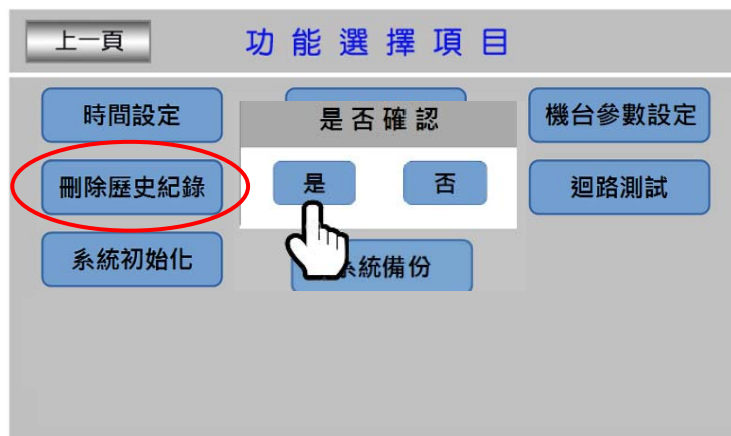 上一頁
功能選擇項目
時間設定
是否確認
機台參數設定
刪除歷史紀錄
是
否
迴路測試
系統初始化
系統備份